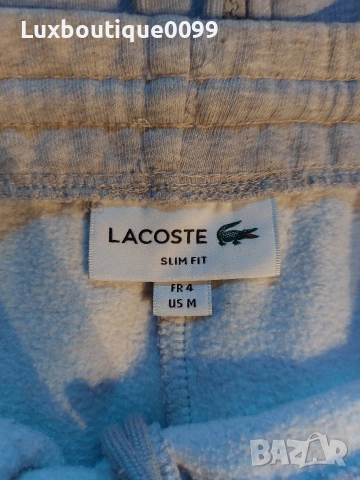 Luxboutique0099
LACOSTE
SLIM FIT
FR 4
US M
BAZAR